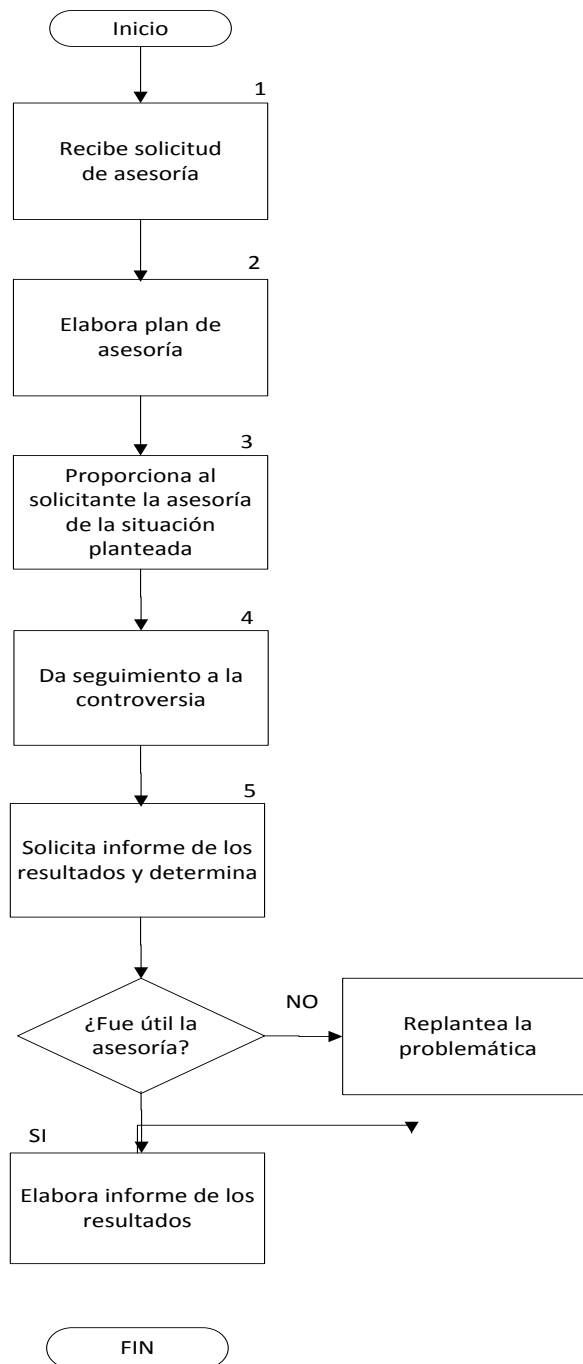 Inicio
1
Recibe solicitud
de asesoría
2
Elabora plan de
asesoría
3
Proporciona al
solicitante la asesoría
de la situación
planteada
4
Da seguimiento a la
controversia
5
Solicita informe de los
resultados y determina
¿Fue útil la
asesoría?
NO
Replantea la
problemática
SI
Elabora informe de los
resultados
FIN